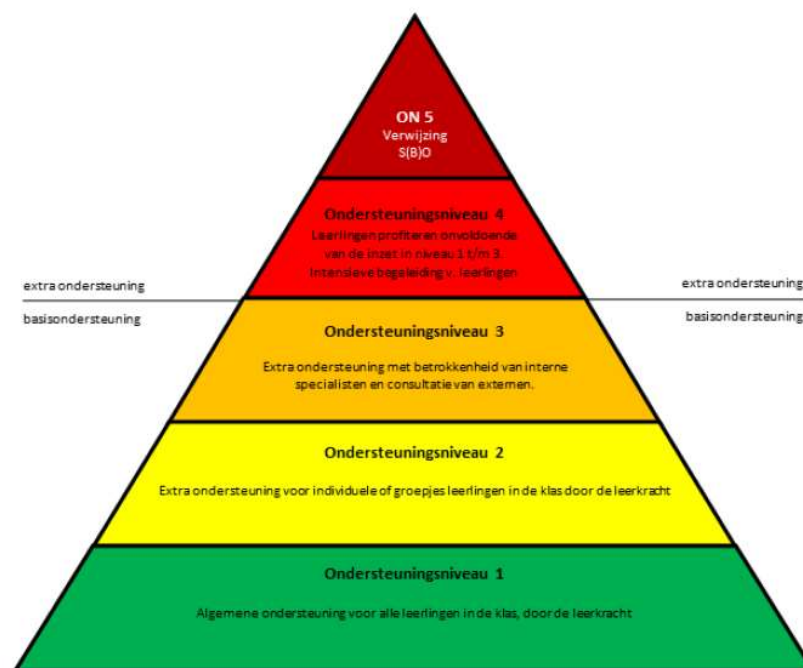 ON 5
Verwijzing
S(B)O
Ondersteuningsniveau 4
Leerlingen profiteren onvoldoende
van de inzet in niveau 1 t/m 3.
Intensieve begeleiding v. leerlingen
extra ondersteuning
extra ondersteuning
basisondersteuning
basisondersteuning
Ondersteuningsniveau 3
Extra ondersteuning met betrokkenheid van interne
specialisten en consultatie van externen.
Ondersteuningsniveau 2
Extra ondersteuning voor individuele of groepjes leerlingen in de klas door de leerkracht
Ondersteuningsniveau 1
Algemene ondersteuning voor alle leerlingen in de klas, door de leerkracht